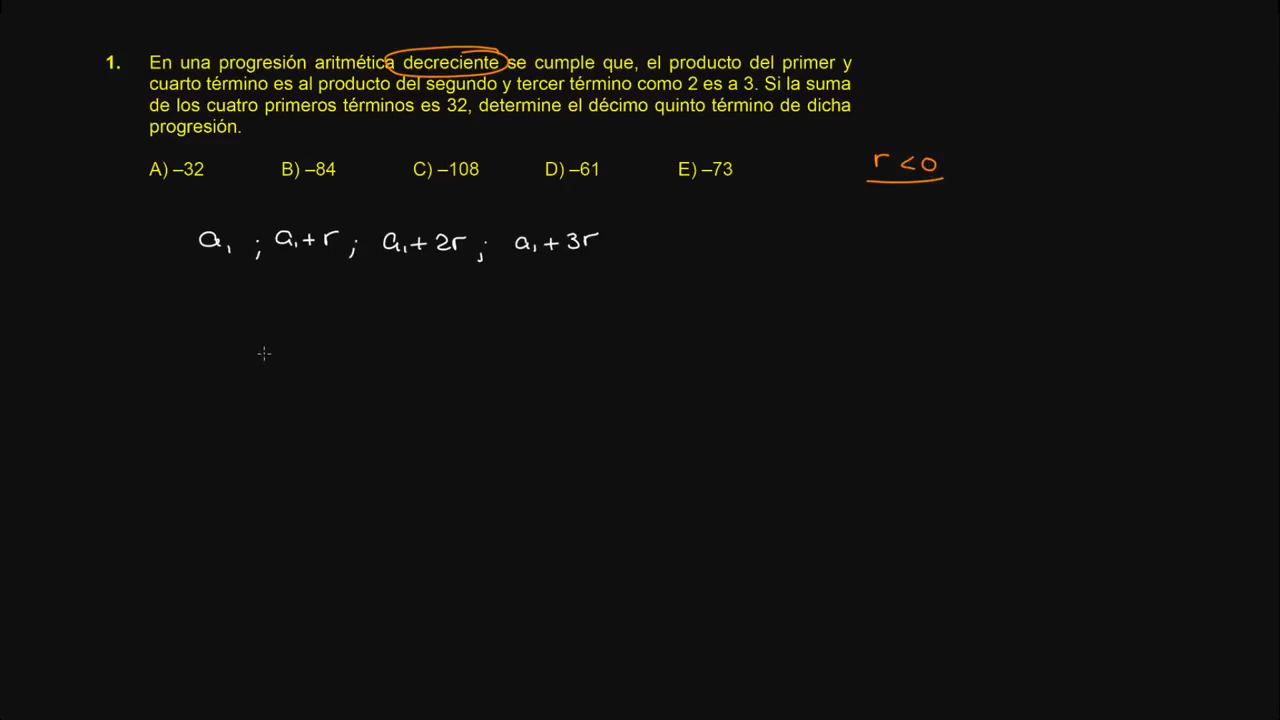 1. En una progresión aritmética decreciente se cumple que, el producto del primer y
cuarto término es al producto del segundo y tercer término como 2 es a 3. Si la suma
de los cuatro primeros términos es 32, determine el décimo quinto término de dicha
progresión.
A) –32 B) –84 C) –108 D) –61 E) –73
r < 0
a₁ ; a₁+r ; a₁+2r ; a₁+3r